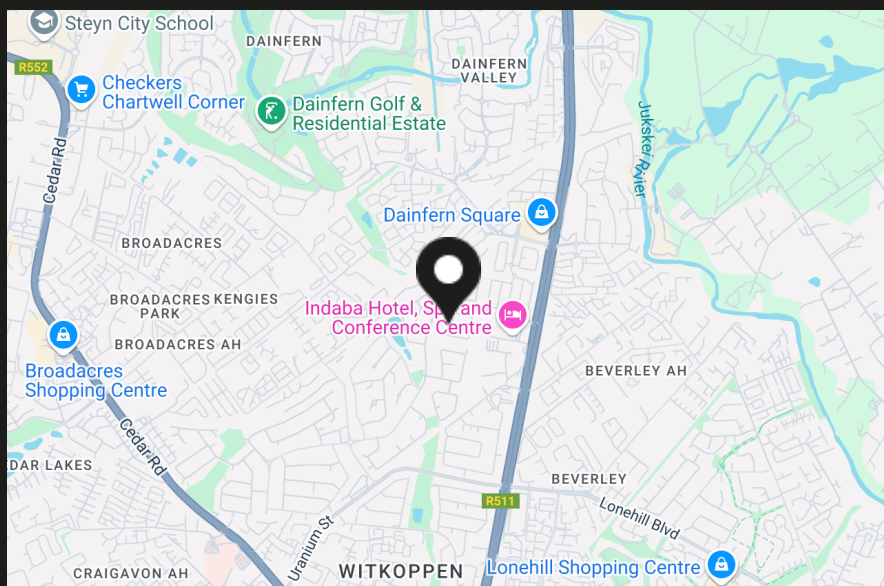 Steyn City School
DAINFERN
R552
DAINFERN
VALLEY
Checkers
Chartwell Corner
Dainfern Golf &
Residential Estate
Jukskei Rivier
Cedar Rd
Dainfern Square
BROADACRES
BROADACRES
PARK
KENGIES
Indaba Hotel, Spa and
Conference Centre
BROADACRES AH
Broadacres
Shopping Centre
BEVERLEY AH
Cedar Rd
EDAR LAKES
BEVERLEY
R511
Lonehill Blvd
Uranium St
CRAIGAVON AH
WITKOPPEN
Lonehill Shopping Centre